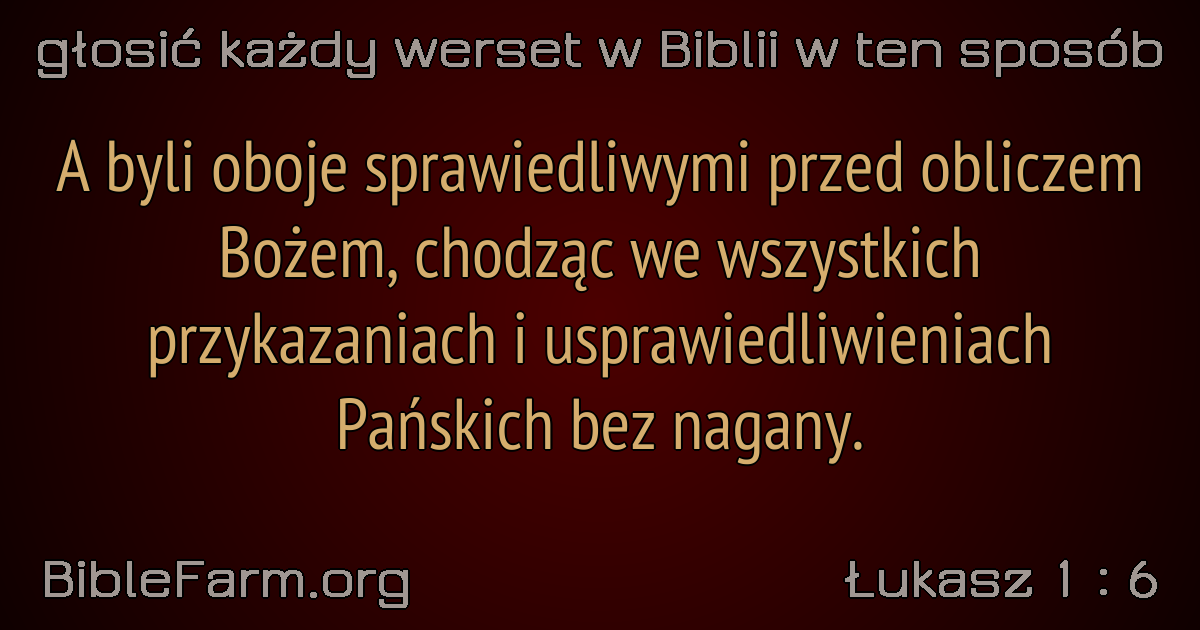 głosić każdy werset w Biblii w ten sposób
A byli oboje sprawiedliwymi przed obliczem
Bożem, chodząc we wszystkich
przykazaniach i usprawiedliwieniach
Pańskich bez nagany.
BibleFarm.org
Łukasz 1 : 6